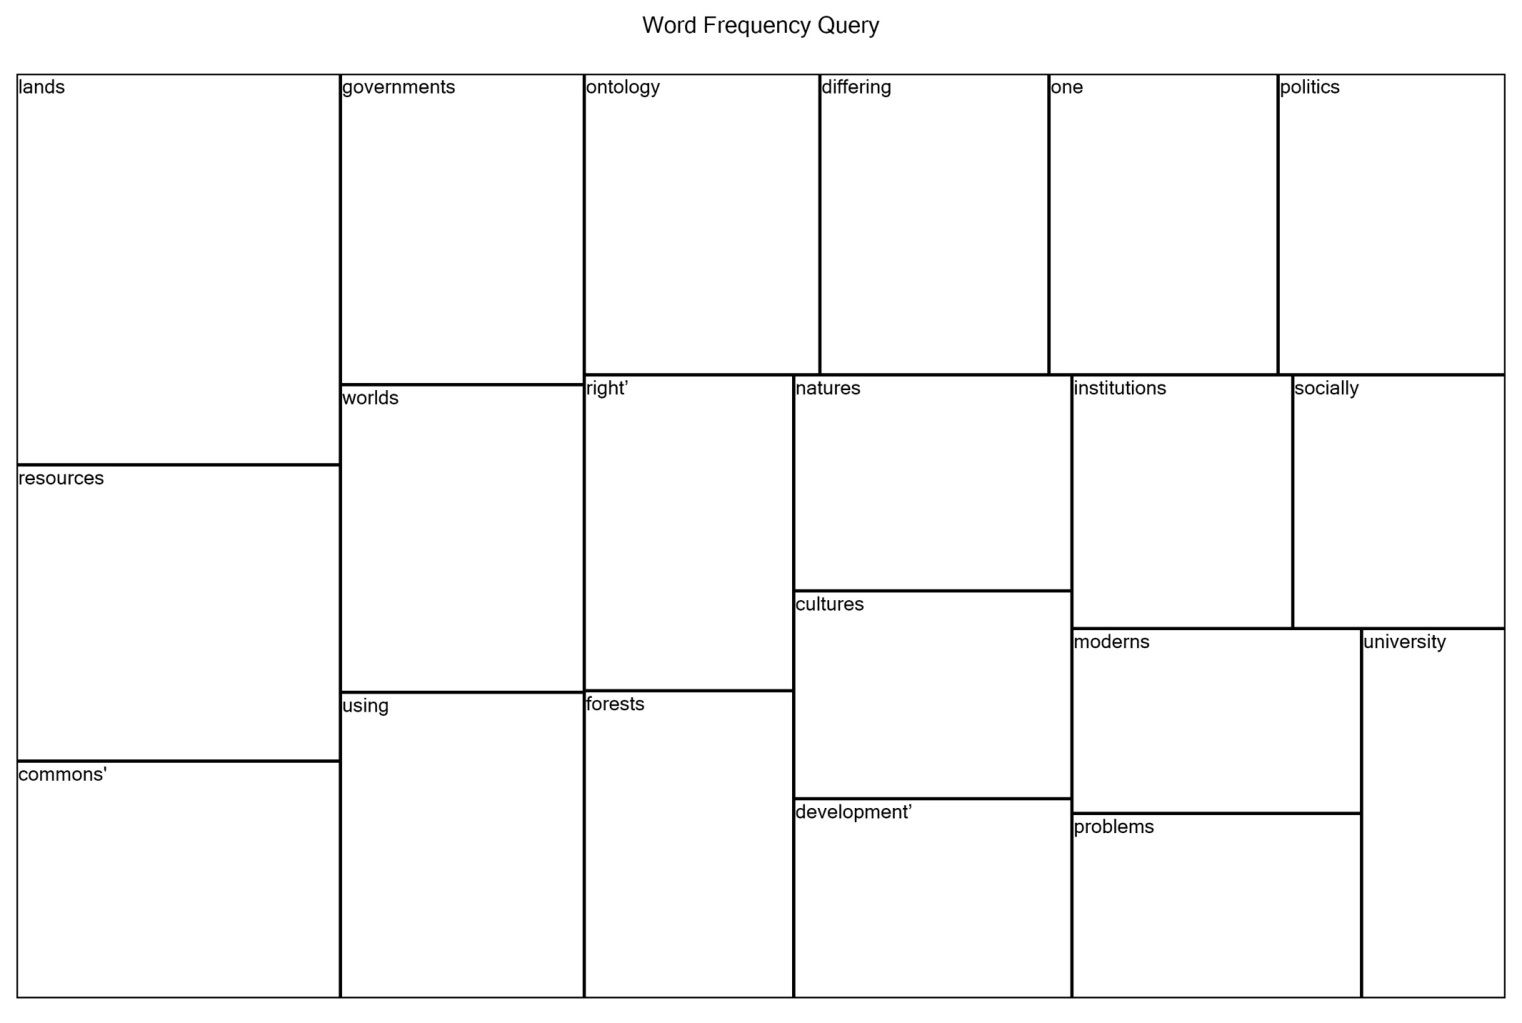 Word Frequency Query
lands
governments
ontology
differing
one
politics
right’
natures
institutions
socially
worlds
resources
cultures
moderns
university
using
forests
commons'
development’
problems